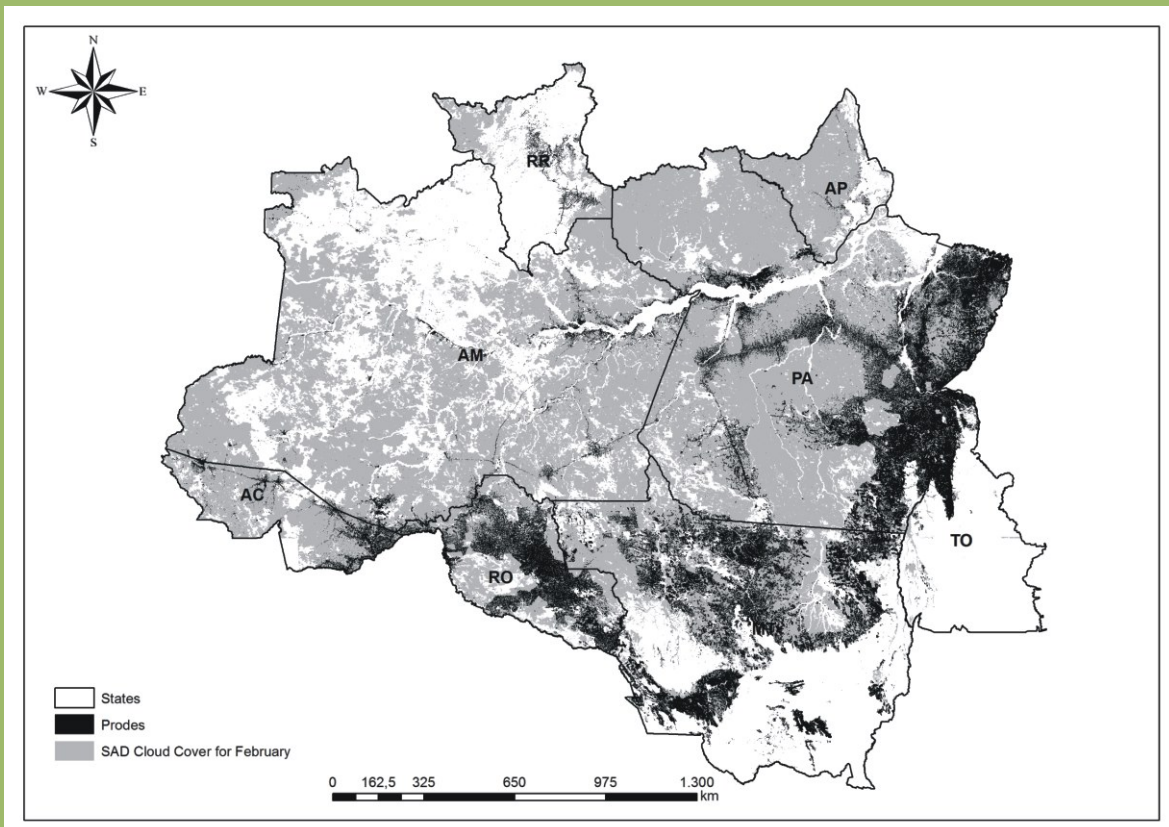 N
W E
S
RR
AP
AM
PA
AC
TO
RO
States
Prodes
SAD Cloud Cover for February
0 162,5 325 650 975 1.300
km